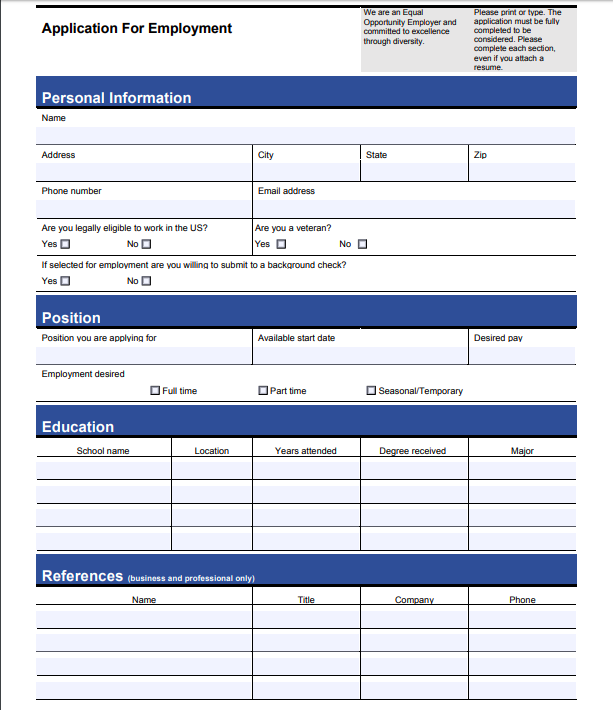 Application For Employment
We are an Equal
Opportunity Employer and
committed to excellence
through diversity.
Please print or type. The
application must be fully
completed to be
considered. Please
complete each section,
even if you attach a
resume.
Personal Information
Name
Address City State Zip
Phone number Email address
Are you legally eligible to work in the US? Are you a veteran?
Yes No Yes No
If selected for employment are you willing to submit to a background check?
Yes No
Position
Position you are applying for Available start date Desired pay
Employment desired
Full time Part time Seasonal/Temporary
Education
School name Location Years attended Degree received Major
References (business and professional only)
Name Title Company Phone